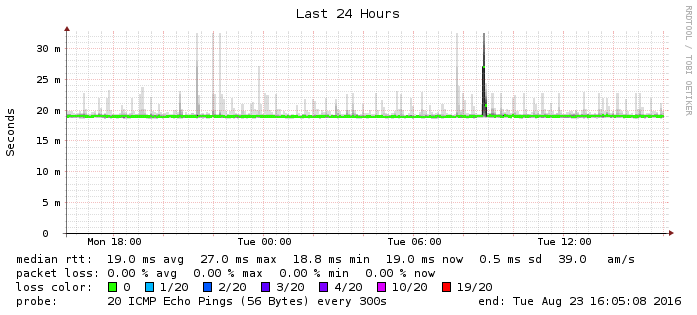 Last 24 Hours
RRDTOOL / TOBI OETIKER
Seconds
30 m
25 m
20 m
15 m
10 m
5 m
0
Mon 18:00 Tue 00:00 Tue 06:00 Tue 12:00
median rtt: 19.0 ms avg 27.0 ms max 18.8 ms min 19.0 ms now 0.5 ms sd 39.0 am/s
packet loss: 0.00 % avg 0.00 % max 0.00 % min 0.00 % now
loss color: 0 1/20 2/20 3/20 4/20 10/20 19/20
probe: 20 ICMP Echo Pings (56 Bytes) every 300s end: Tue Aug 23 16:05:08 2016